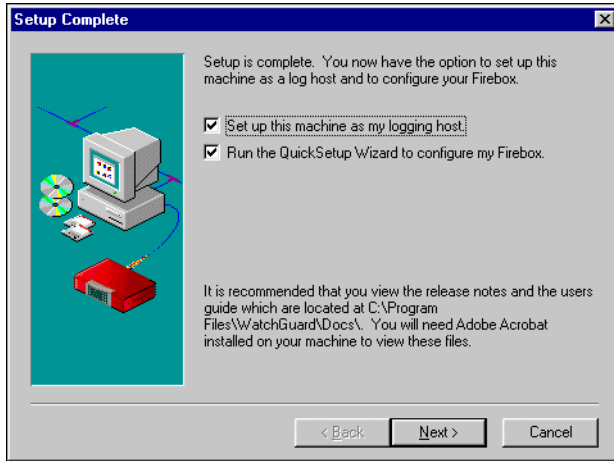 Setup Complete
Setup is complete. You now have the option to set up this
machine as a log host and to configure your Firebox.
Set up this machine as my logging host.
Run the QuickSetup Wizard to configure my Firebox.
It is recommended that you view the release notes and the users
guide which are located at C:\Program
Files\WatchGuard\Docs\. You will need Adobe Acrobat
installed on your machine to view these files.
< Back
Next >
Cancel